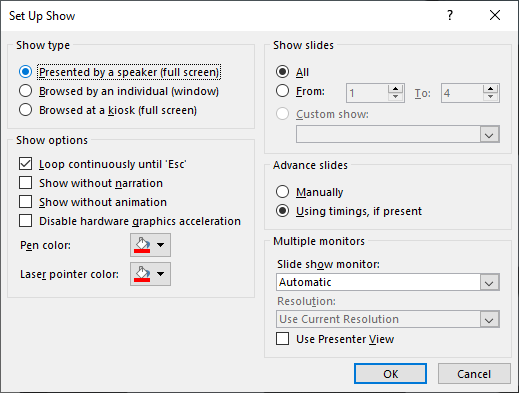 Set Up Show
?
Show type
Presented by a speaker (full screen)
Browsed by an individual (window)
Browsed at a kiosk (full screen)
Show options
Loop continuously until 'Esc'
Show without narration
Show without animation
Disable hardware graphics acceleration
Pen color:
Laser pointer color:
Show slides
All
From: 1 To: 4
Custom show:
Advance slides
Manually
Using timings, if present
Multiple monitors
Slide show monitor:
Automatic
Resolution:
Use Current Resolution
Use Presenter View
OK Cancel